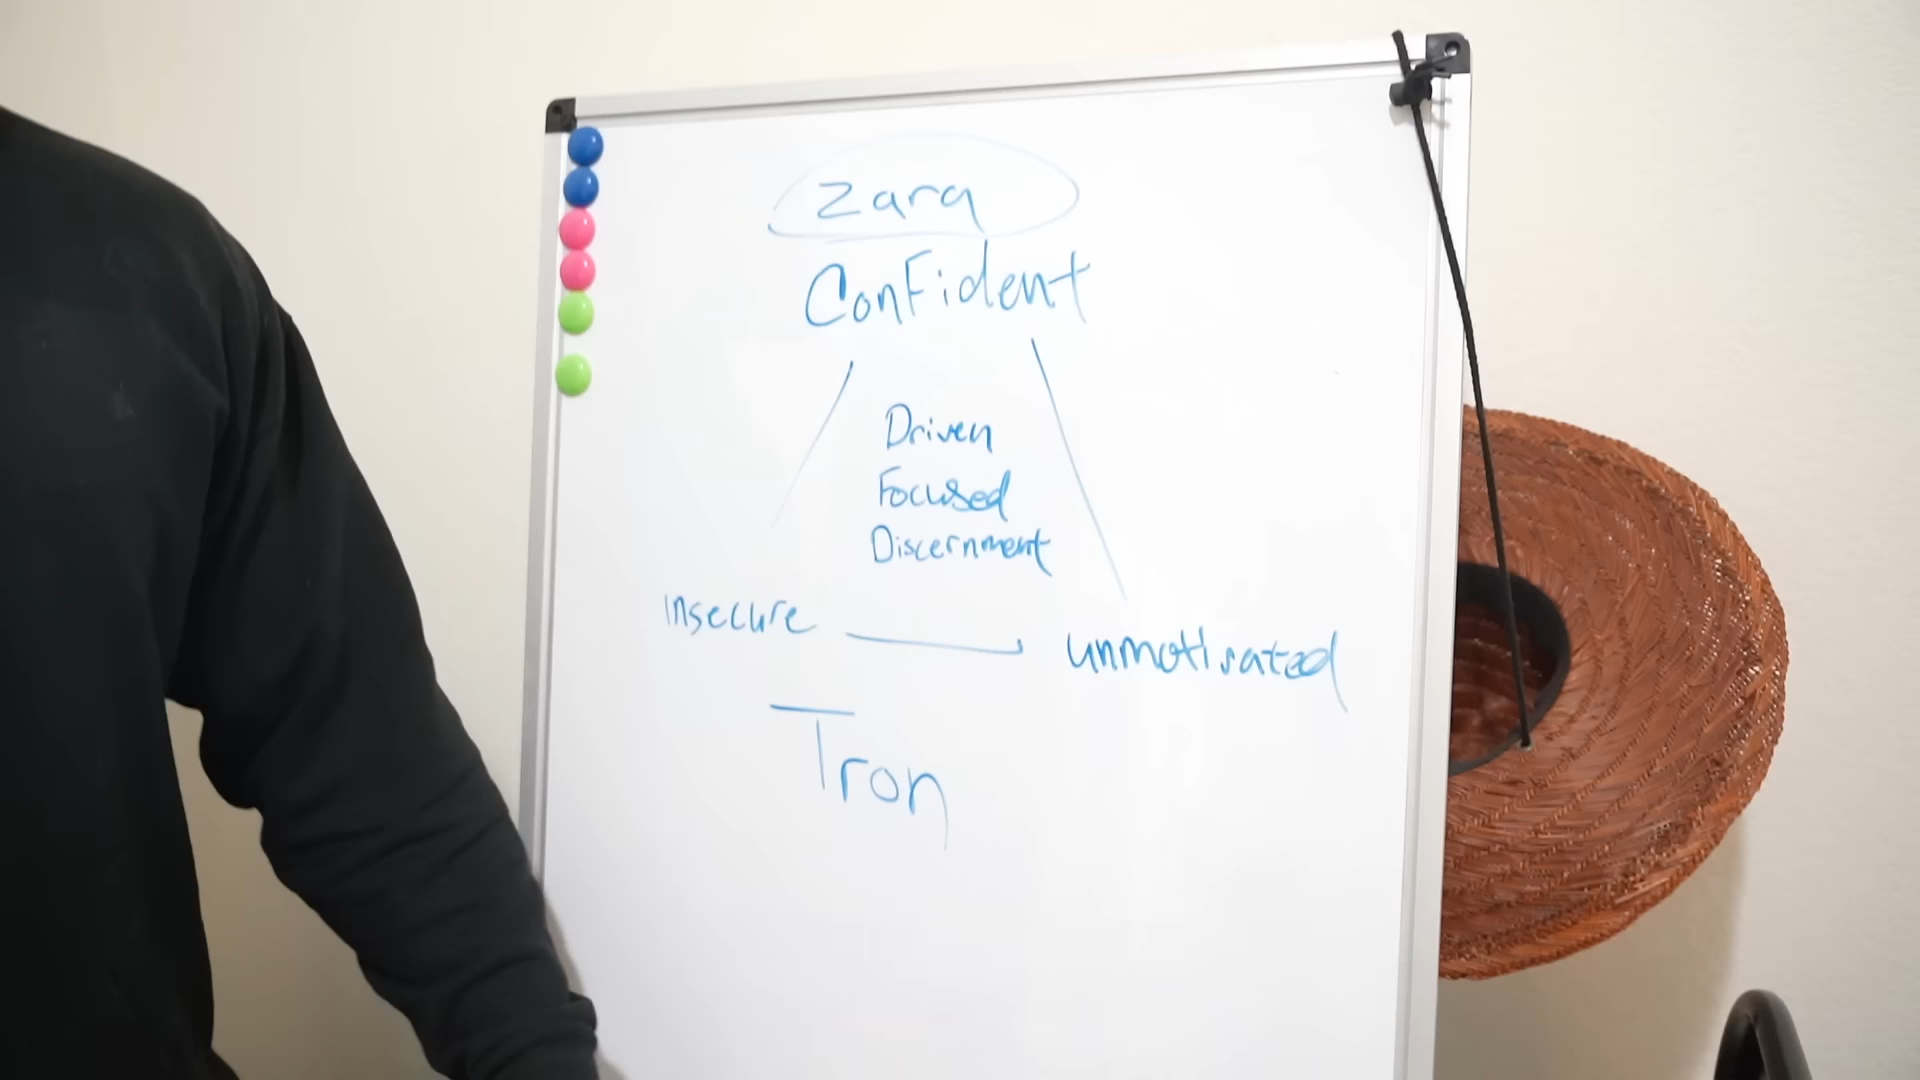 Zara
Confident
Driven
Focused
Discernment
insecure
unmotivated
Tron